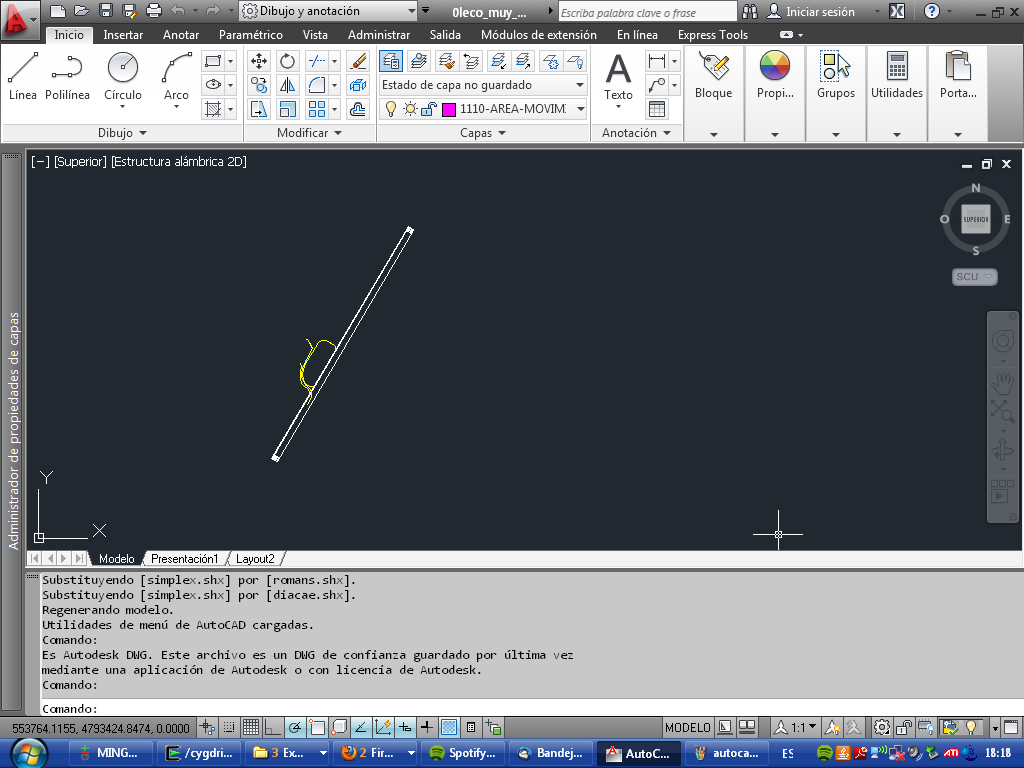 Dibujo y anotación
0leco_muy_...
Escriba palabra clave o frase
Iniciar sesión
Inicio Insertar Anotar Paramétrico Vista Administrar Salida Módulos de extensión En línea Express Tools
Línea Polilínea Círculo Arco
Estado de capa no guardado
1110-AREA-MOVIMI
Texto
Bloque Propi... Grupos Utilidades Porta...
Dibujo Modificar Capas Anotación
[−] [Superior] [Estructura alámbrica 2D]
N
O SUPERIOR E
S
SCU
Administrador de propiedades de capas
Y
X
Modelo Presentación1 Layout2
Substituyendo [simplex.shx] por [romans.shx].
Substituyendo [simplex.shx] por [diacae.shx].
Regenerando modelo.
Utilidades de menú de AutoCAD cargadas.
Comando:
Es Autodesk DWG. Este archivo es un DWG de confianza guardado por última vez
mediante una aplicación de Autodesk o con licencia de Autodesk.
Comando:
Comando:
553764.1155, 4793424.8474, 0.0000
MODELO
1:1
MING... /cygdri... 3 Ex... 2 Fir... Spotify... Bandej... AutoC... autoca...
ES
18:18